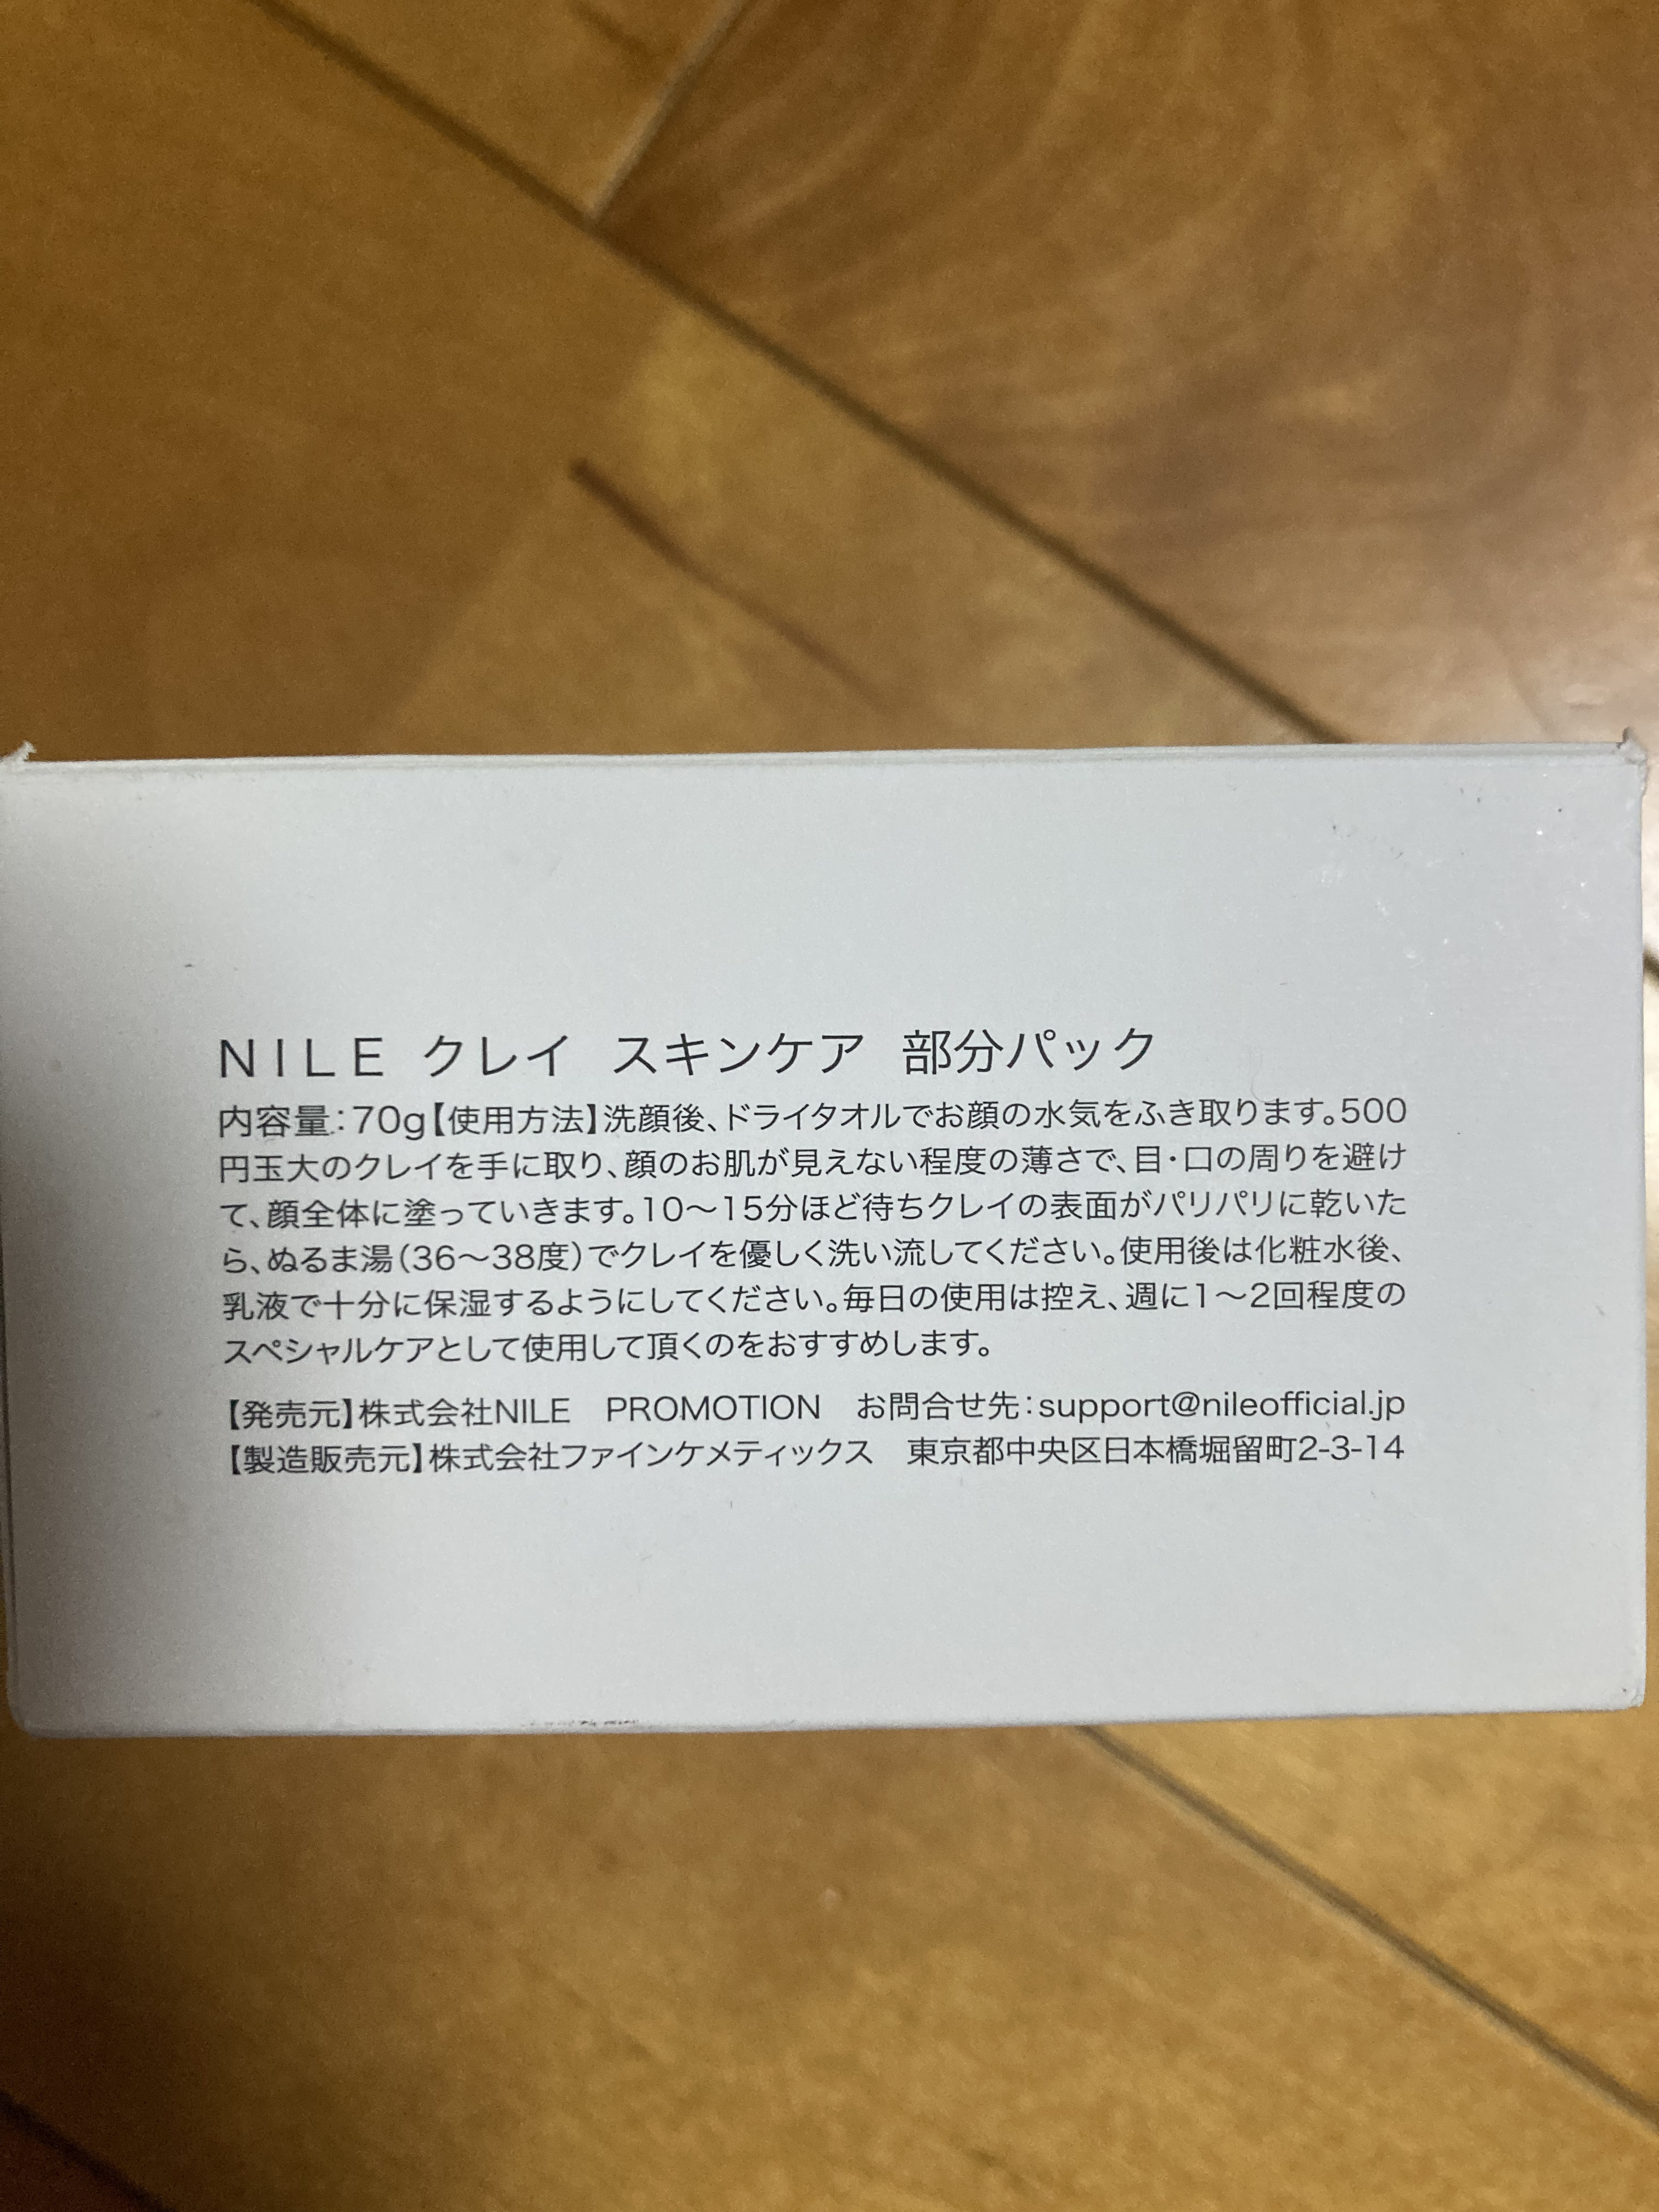 NILE クレイ スキンケア 部分パック
内容量：70g【使用方法】洗顔後、ドライタオルでお顔の水気をふき取ります。500
円玉大のクレイを手に取り、顔のお肌が見えない程度の薄さで、目・口の周りを避け
て、顔全体に塗っていきます。10〜15分ほど待ちクレイの表面がパリパリに乾いた
ら、ぬるま湯（36〜38度）でクレイを優しく洗い流してください。使用後は化粧水後、
乳液で十分に保湿するようにしてください。毎日の使用は控え、週に1〜2回程度の
スペシャルケアとして使用して頂くのをおすすめします。
【発売元】株式会社NILE　PROMOTION　お問合せ先：support@nileofficial.jp
【製造販売元】株式会社ファインケメティックス　東京都中央区日本橋堀留町2-3-14